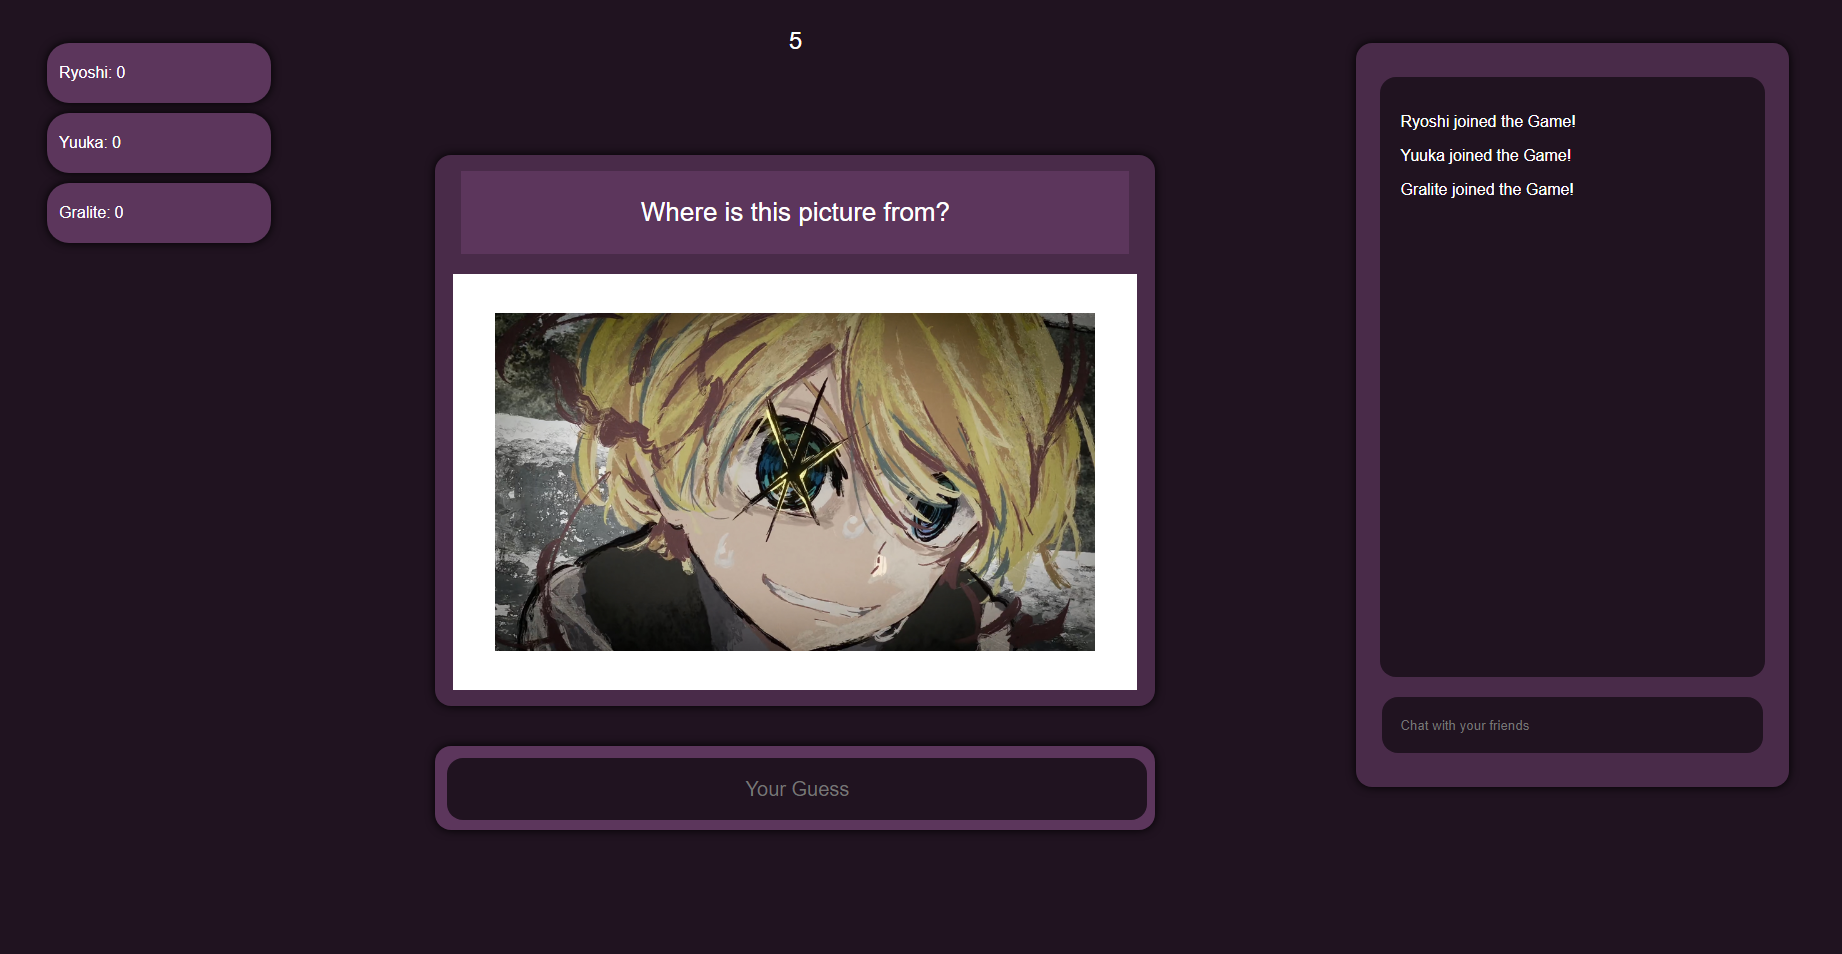 5
Ryoshi: 0
Yuuka: 0
Gralite: 0
Where is this picture from?
Your Guess
Ryoshi joined the Game!
Yuuka joined the Game!
Gralite joined the Game!
Chat with your friends